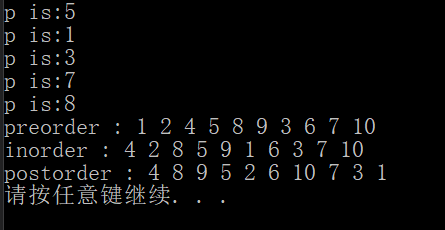 p is:5
p is:1
p is:3
p is:7
p is:8
preorder : 1 2 4 5 8 9 3 6 7 10
inorder : 4 2 8 5 9 1 6 3 7 10
postorder : 4 8 9 5 2 6 10 7 3 1
请按任意键继续. . .